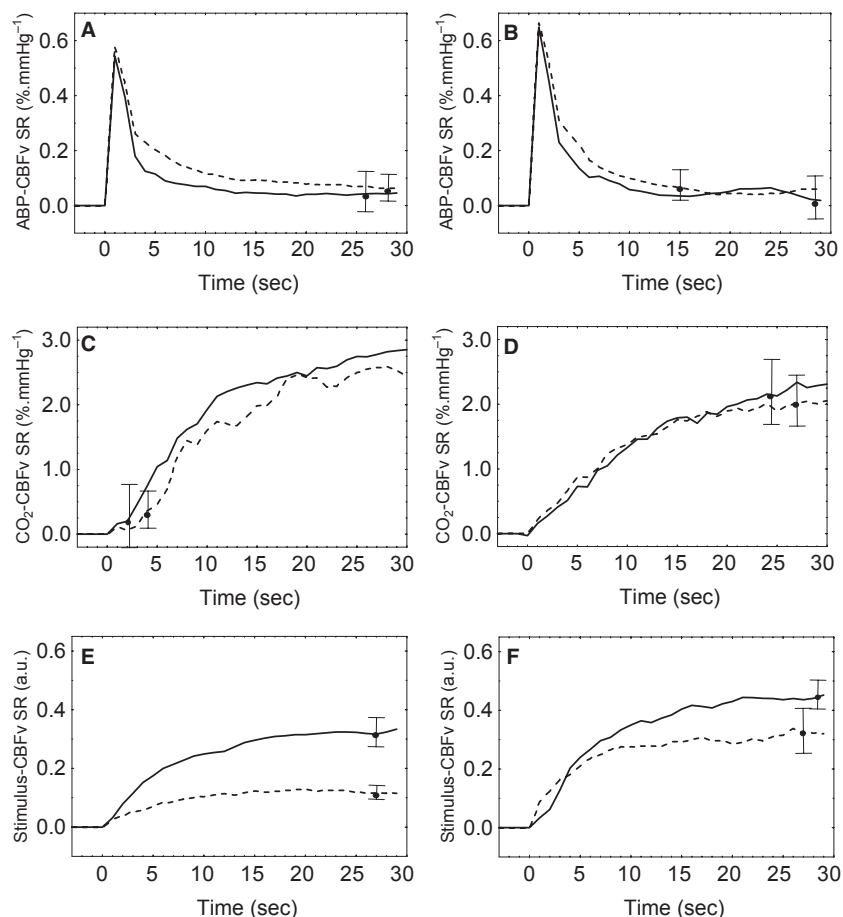 A
ABP-CBFv SR (%.mmHg⁻¹)
0.6
0.4
0.2
0.0
0 5 10 15 20 25 30
Time (sec)
B
ABP-CBFv SR (%.mmHg⁻¹)
0.6
0.4
0.2
0.0
0 5 10 15 20 25 30
Time (sec)
C
CO₂-CBFv SR (%.mmHg⁻¹)
3.0
2.0
1.0
0.0
0 5 10 15 20 25 30
Time (sec)
D
CO₂-CBFv SR (%.mmHg⁻¹)
3.0
2.0
1.0
0.0
0 5 10 15 20 25 30
Time (sec)
E
Stimulus-CBFv SR (a.u.)
0.6
0.4
0.2
0.0
0 5 10 15 20 25 30
Time (sec)
F
Stimulus-CBFv SR (a.u.)
0.6
0.4
0.2
0.0
0 5 10 15 20 25 30
Time (sec)